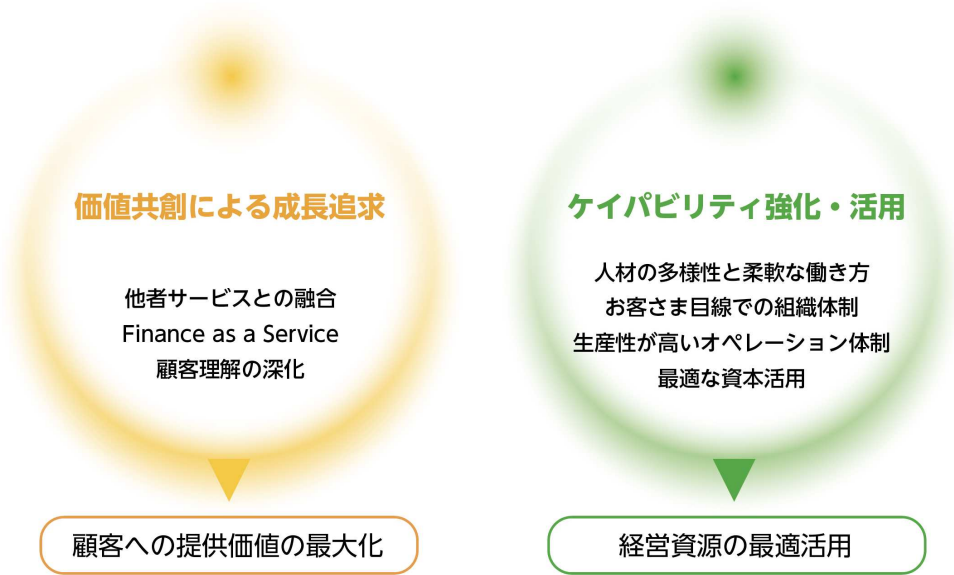 価値共創による成長追求
他者サービスとの融合
Finance as a Service
顧客理解の深化
顧客への提供価値の最大化
ケイパビリティ強化・活用
人材の多様性と柔軟な働き方
お客さま目線での組織体制
生産性が高いオペレーション体制
最適な資本活用
経営資源の最適活用